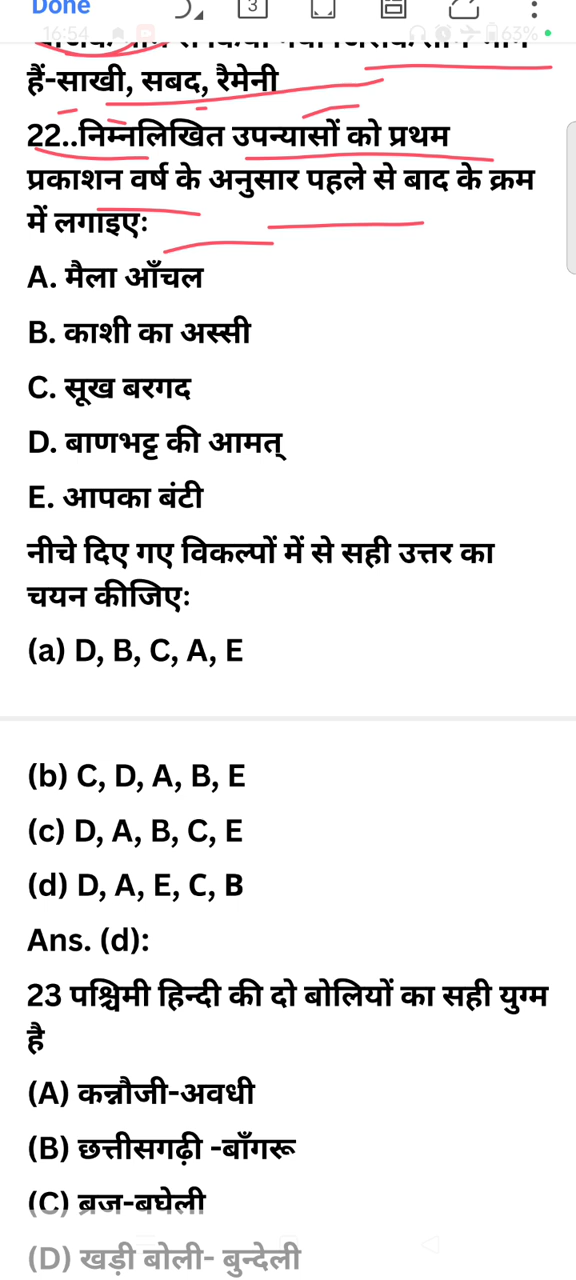 Done
3
16:54
63%
हैं-साखी, सबद, रैमेनी
22..निम्नलिखित उपन्यासों को प्रथम
प्रकाशन वर्ष के अनुसार पहले से बाद के क्रम
में लगाइएः
A. मैला आँचल
B. काशी का अस्सी
C. सूख बरगद
D. बाणभट्ट की आमत्
E. आपका बंटी
नीचे दिए गए विकल्पों में से सही उत्तर का
चयन कीजिएः
(a) D, B, C, A, E
(b) C, D, A, B, E
(c) D, A, B, C, E
(d) D, A, E, C, B
Ans. (d):
23 पश्चिमी हिन्दी की दो बोलियों का सही युग्म
है
(A) कन्नौजी-अवधी
(B) छत्तीसगढ़ी -बाँगरू
(C) ब्रज-बघेली
(D) खड़ी बोली- बुन्देली